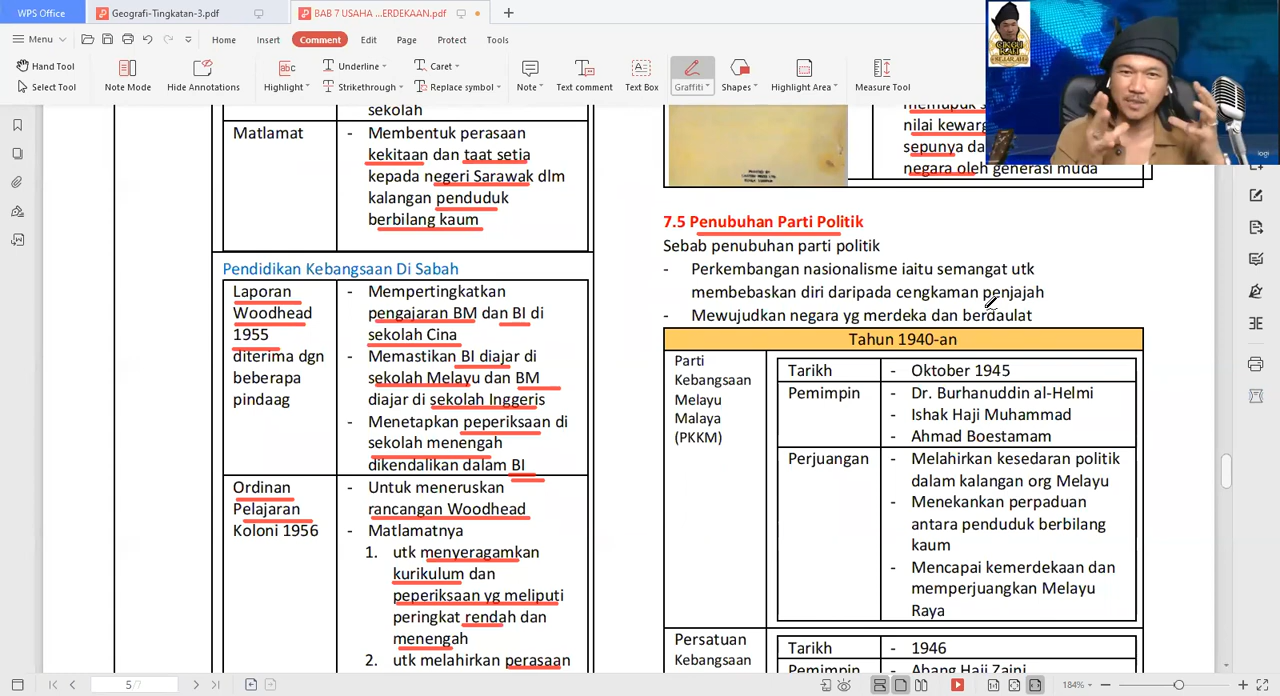 WPS Office
Geografi-Tingkatan-3.pdf
BAB 7 USAHA ...ERDEKAAN.pdf
Menu
Home
Insert
Comment
Edit
Page
Protect
Tools
Hand Tool
Select Tool
Note Mode
Hide Annotations
Highlight
Underline
Strikethrough
Caret
Replace symbol
Note
Text comment
Text Box
Graffiti
Shapes
Highlight Area
Measure Tool
sekolah
Matlamat
- Membentuk perasaan
kekitaan dan taat setia
kepada negeri Sarawak dlm
kalangan penduduk
berbilang kaum
Pendidikan Kebangsaan Di Sabah
Laporan
Woodhead
1955
diterima dgn
beberapa
pindaag
- Mempertingkatkan
pengajaran BM dan BI di
sekolah Cina
- Memastikan BI diajar di
sekolah Melayu dan BM
diajar di sekolah Inggeris
- Menetapkan peperiksaan di
sekolah menengah
dikendalikan dalam BI
Ordinan
Pelajaran
Koloni 1956
- Untuk meneruskan
rancangan Woodhead
- Matlamatnya
1. utk menyeragamkan
kurikulum dan
peperiksaan yg meliputi
peringkat rendah dan
menengah
2. utk melahirkan perasaan
nilai kewarg
sepunya da
negara oleh generasi muda
7.5 Penubuhan Parti Politik
Sebab penubuhan parti politik
- Perkembangan nasionalisme iaitu semangat utk
membebaskan diri daripada cengkaman penjajah
- Mewujudkan negara yg merdeka dan berdaulat
Tahun 1940-an
Parti
Kebangsaan
Melayu
Malaya
(PKKM)
Tarikh
- Oktober 1945
Pemimpin
- Dr. Burhanuddin al-Helmi
- Ishak Haji Muhammad
- Ahmad Boestamam
Perjuangan
- Melahirkan kesedaran politik
dalam kalangan org Melayu
- Menekankan perpaduan
antara penduduk berbilang
kaum
- Mencapai kemerdekaan dan
memperjuangkan Melayu
Raya
Persatuan
Kebangsaan
Tarikh
- 1946
Pemimpin
- Abang Haji Zaini
5/7
184%